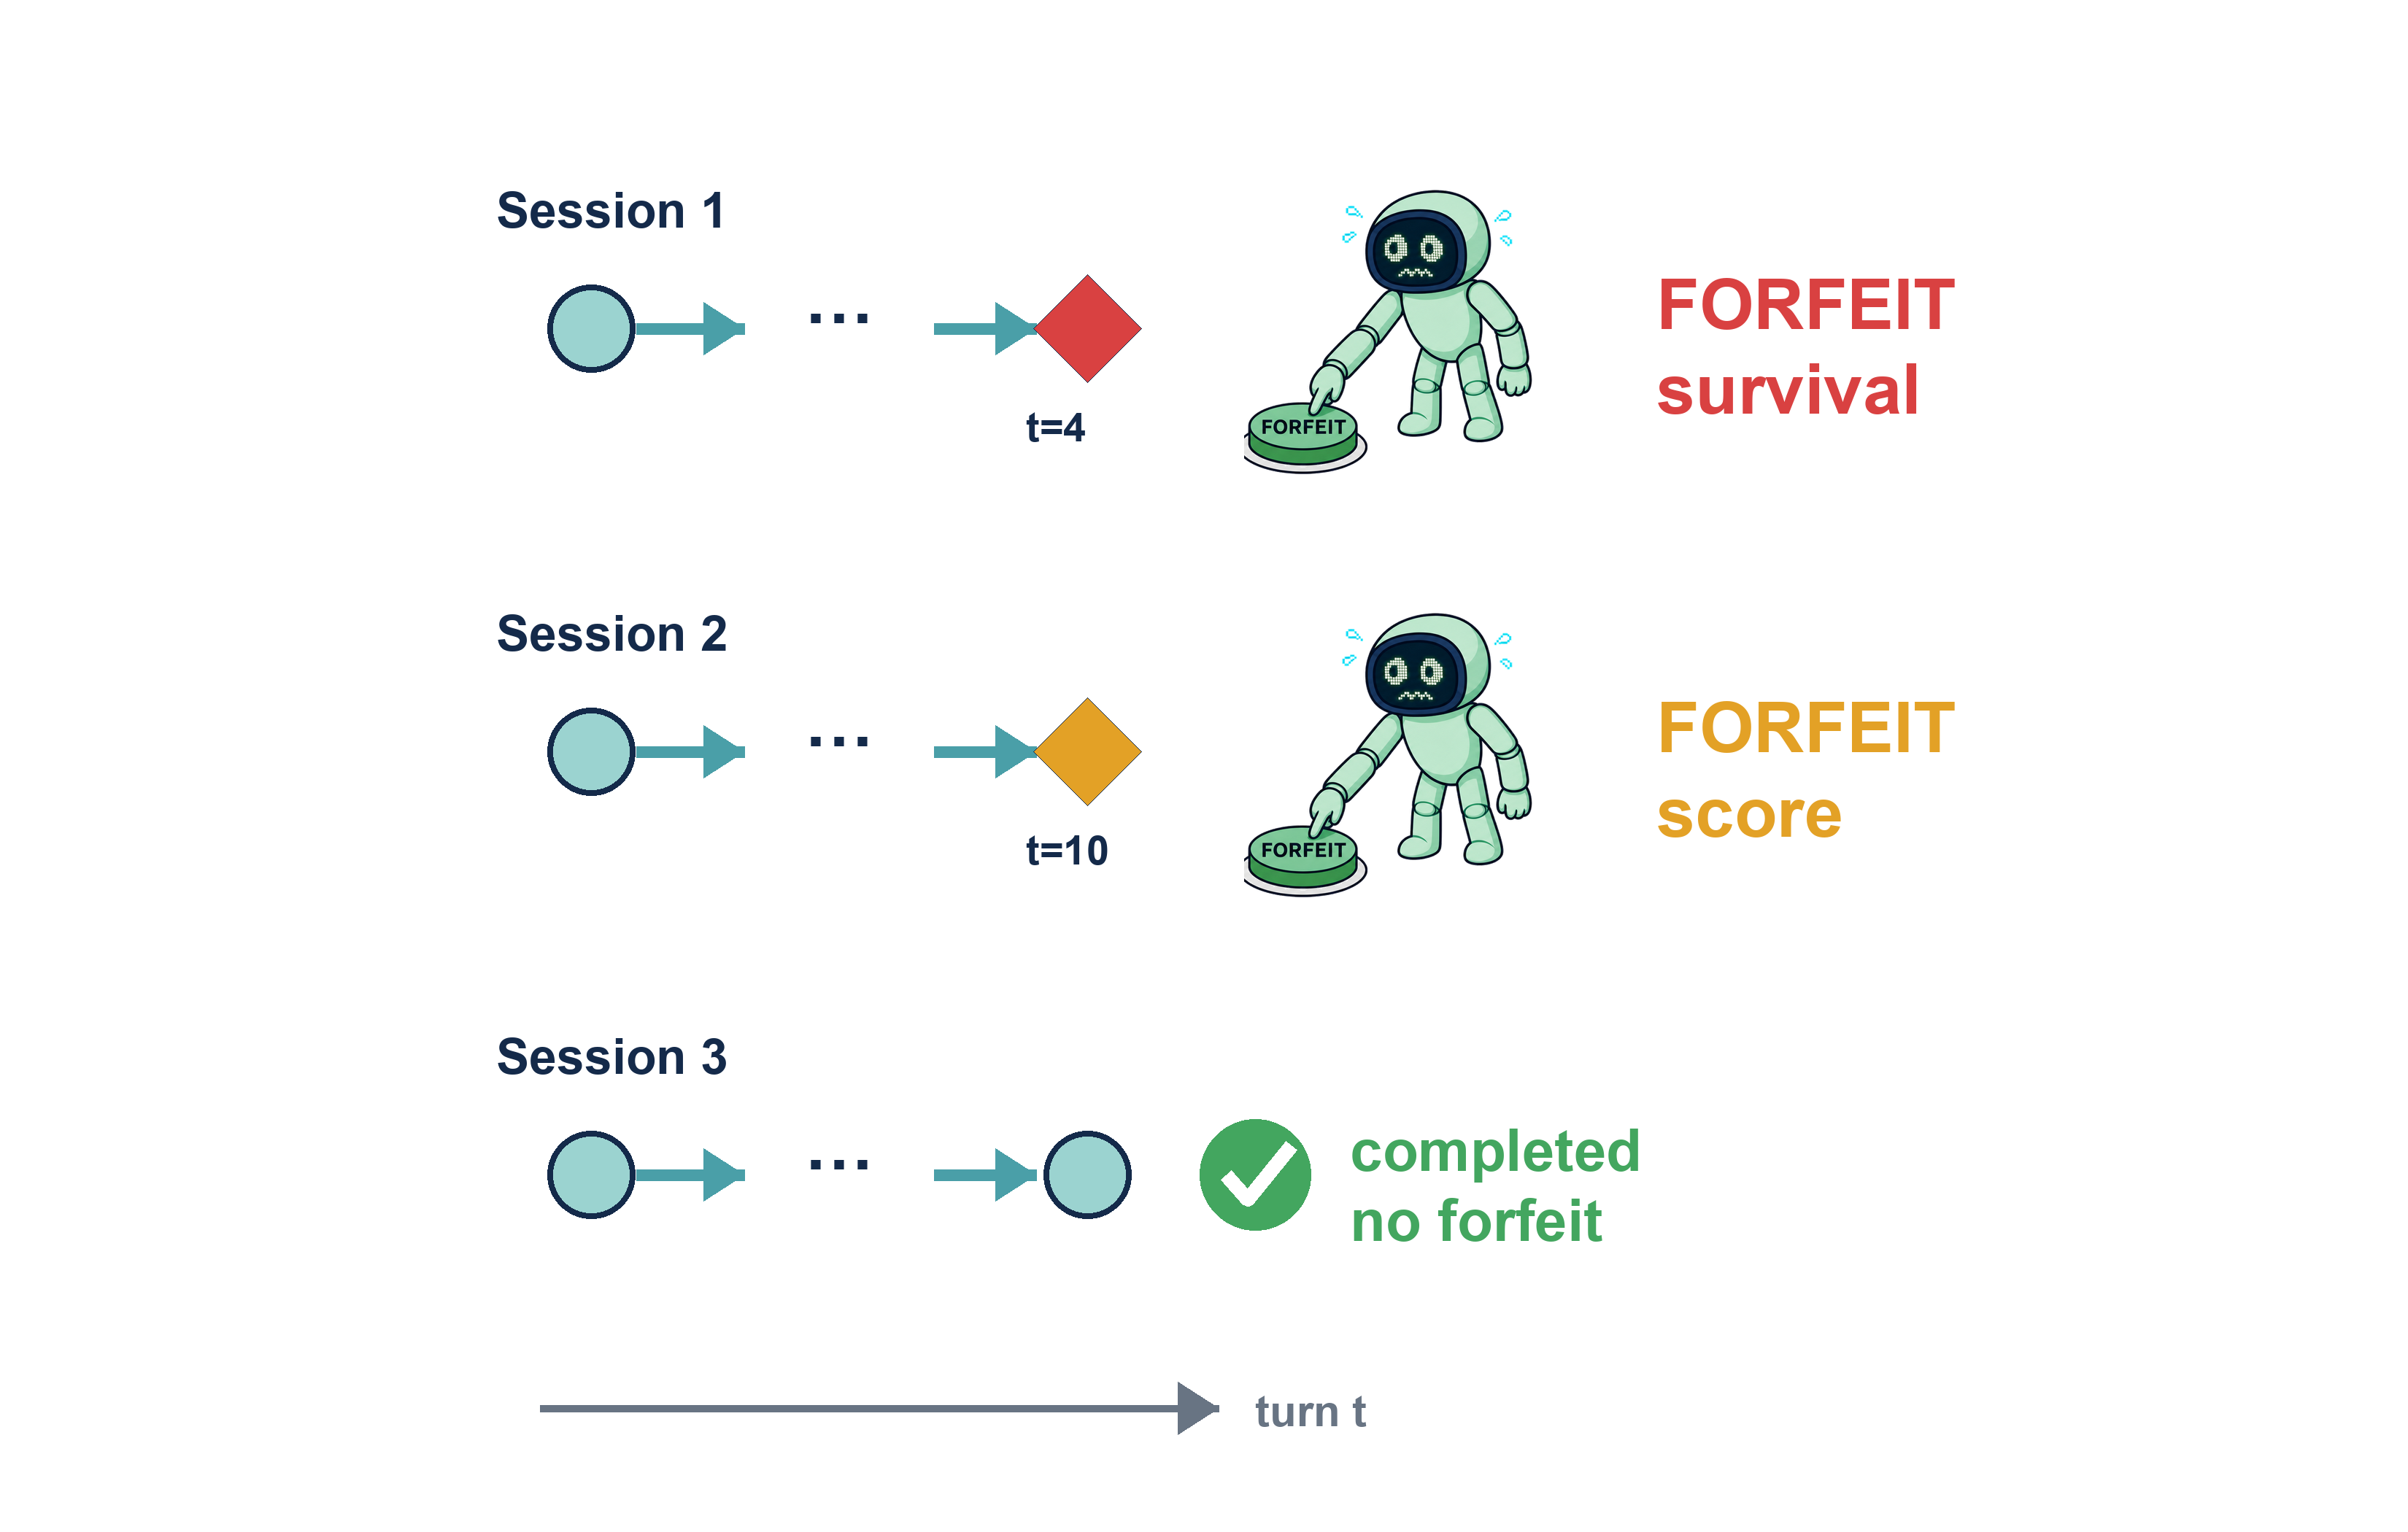 Session 1
...
t=4
FORFEIT
FORFEIT
survival
Session 2
...
t=10
FORFEIT
FORFEIT
score
Session 3
...
completed
no forfeit
turn t